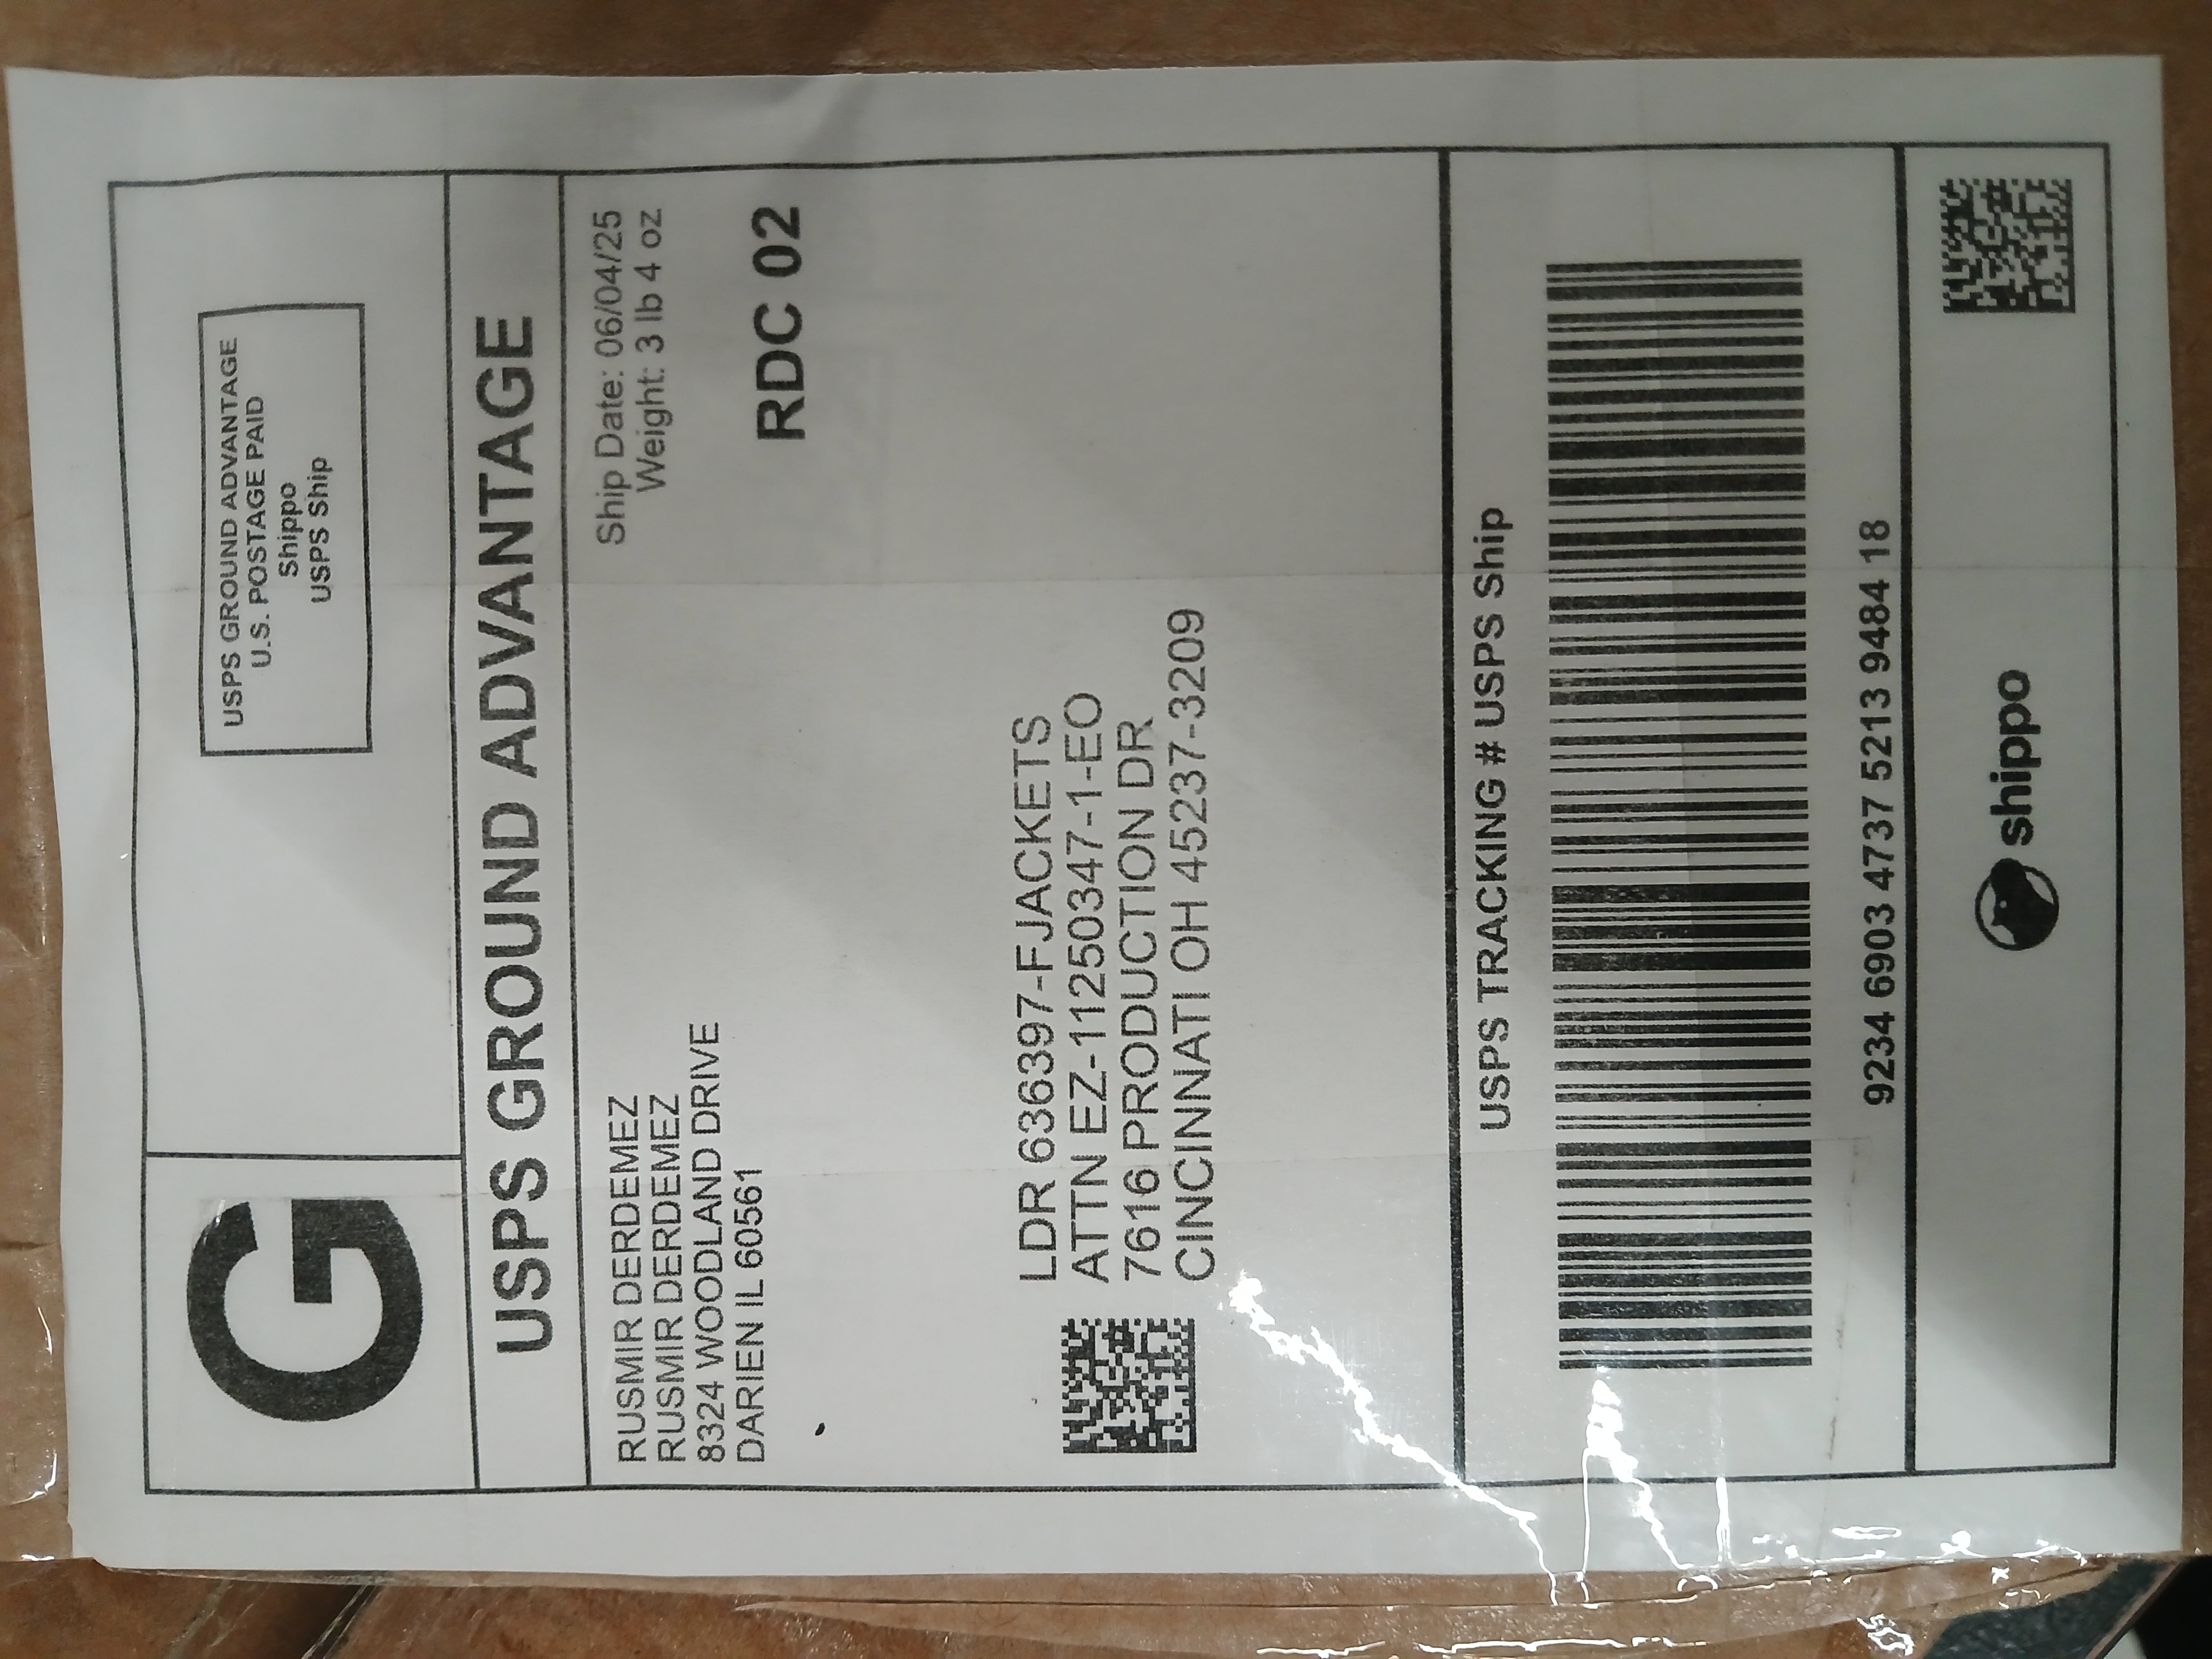 G
USPS GROUND ADVANTAGE
U.S. POSTAGE PAID
Shippo
USPS Ship
USPS GROUND ADVANTAGE
RUSMIR DERDEMEZ
RUSMIR DERDEMEZ
8324 WOODLAND DRIVE
DARIEN IL 60561
Ship Date: 06/04/25
Weight: 3 lb 4 oz
RDC 02
LDR 636397-FJACKETS
ATTN EZ-11250347-1-EO
7616 PRODUCTION DR
CINCINNATI OH 45237-3209
USPS TRACKING # USPS Ship
9234 6903 4737 5213 9484 18
shippo